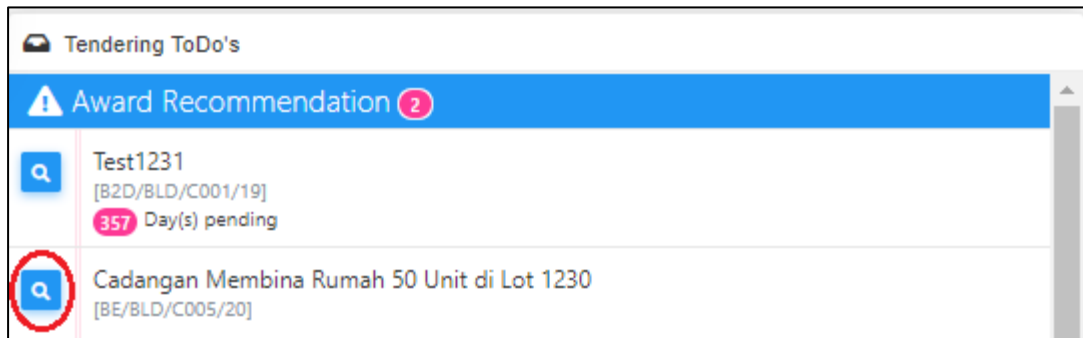 Tendering ToDo's
Award Recommendation 2
Test1231
[B2D/BLD/C001/19]
357 Day(s) pending
Cadangan Membina Rumah 50 Unit di Lot 1230
[BE/BLD/C005/20]